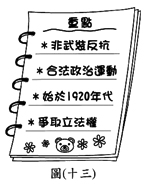 重點
*非武裝反抗
*合法政治運動
*始於1920年代
*爭取立法權
圖(十三)